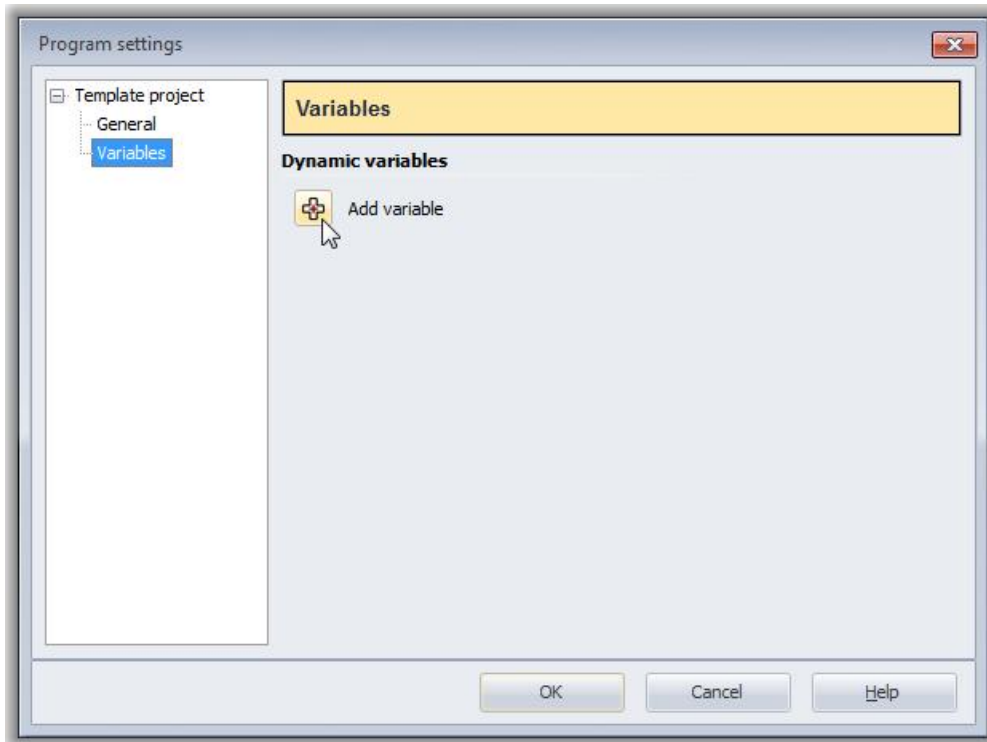 Program settings
Template project
General
Variables
Variables
Dynamic variables
Add variable
OK
Cancel
Help